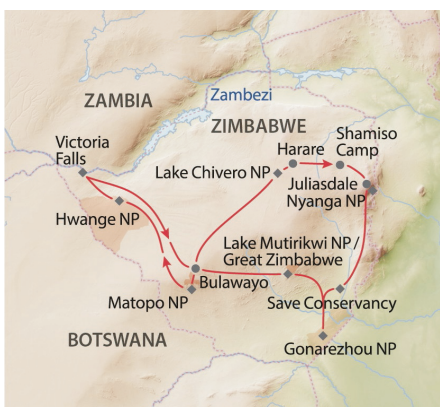 ZAMBIA
Zambezi
ZIMBABWE
Victoria
Falls
Harare
Shamiso
Camp
Lake Chivero NP
Juliasdale
Nyanga NP
Hwange NP
Lake Mutirikwi NP /
Great Zimbabwe
Bulawayo
Matopo NP
Save Conservancy
BOTSWANA
Gonarezhou NP